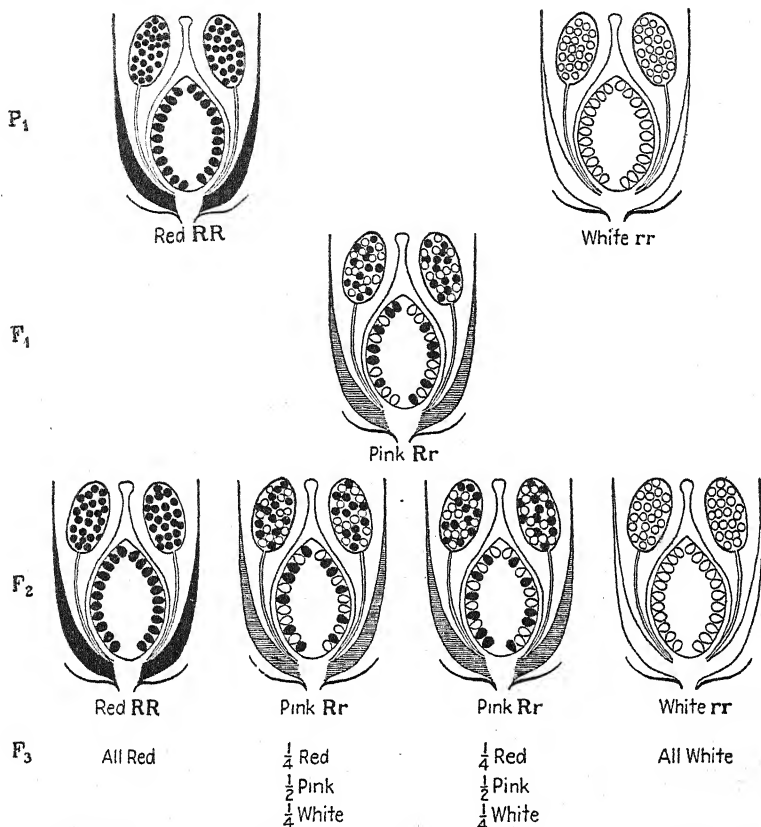 P₁
Red RR
White rr
F₁
Pink Rr
F₂
Red RR
Pink Rr
Pink Rr
White rr
F₃
All Red
1/4 Red
1/2 Pink
1/4 White
1/4 Red
1/2 Pink
1/4 White
All White